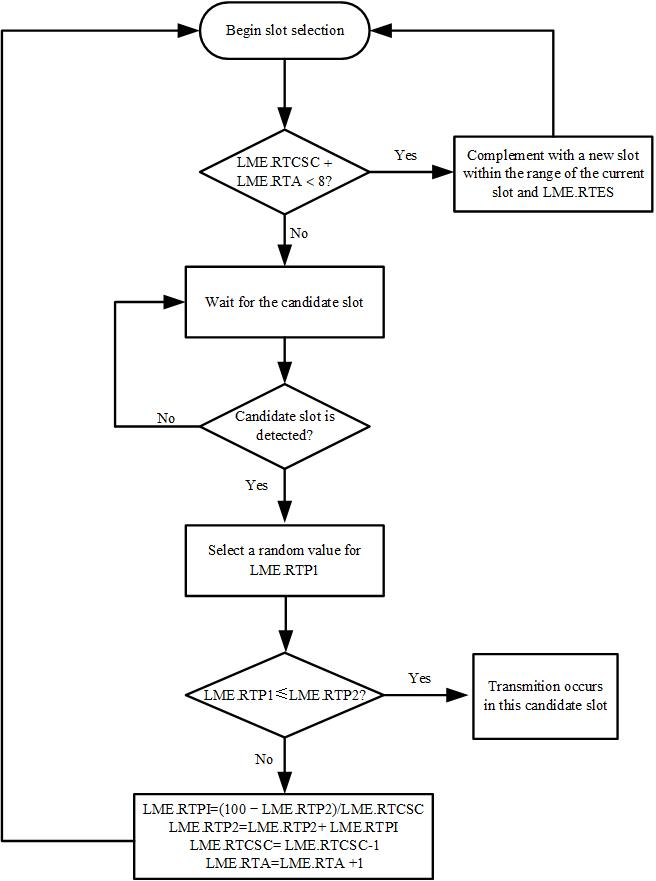 Begin slot selection
LME.RTCSC +
LME.RTA < 8?
Yes
Complement with a new slot
within the range of the current
slot and LME.RTES
No
Wait for the candidate slot
No
Candidate slot is
detected?
Yes
Select a random value for
LME.RTP1
LME.RTP1≤LME.RTP2?
Yes
Transmition occurs
in this candidate slot
No
LME.RTPI=(100 − LME.RTP2)/LME.RTCSC
LME.RTP2=LME.RTP2+ LME.RTPI
LME.RTCSC= LME.RTCSC-1
LME.RTA=LME.RTA +1